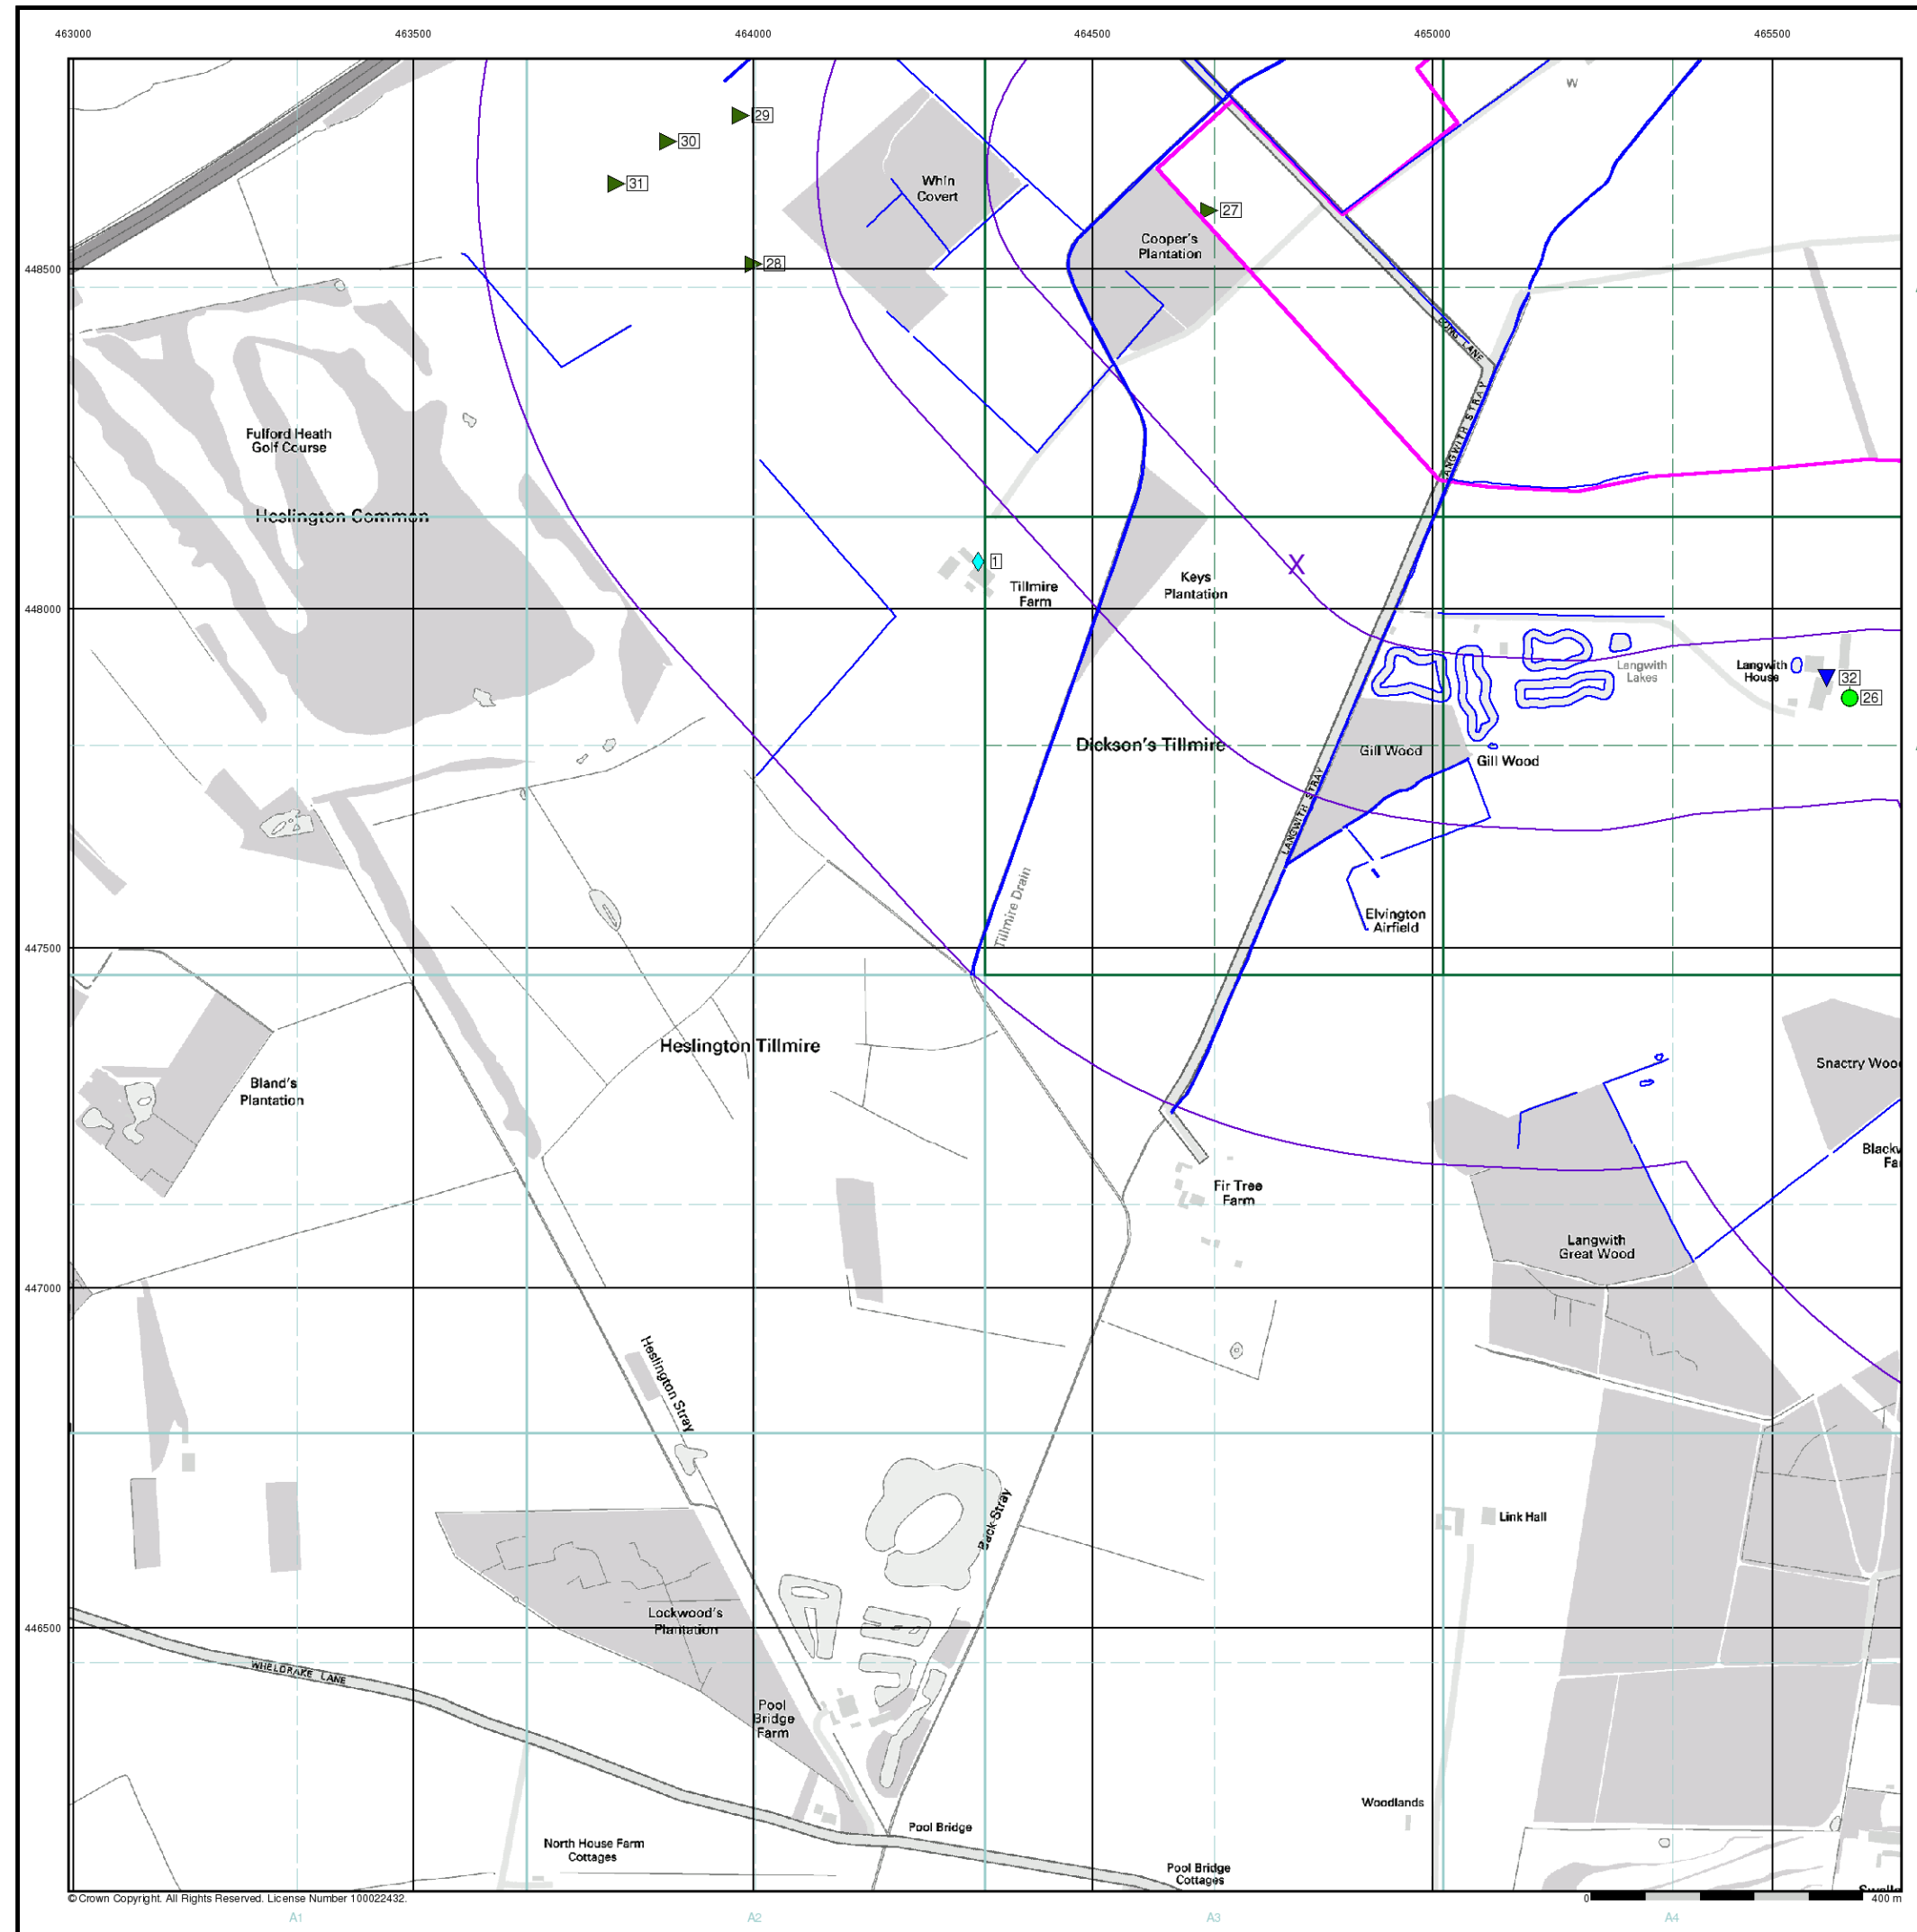 463000 463500 464000 464500 465000 465500
W
29
30
31
Whin
Covert
27
Cooper's
Plantation
28
448500
LONG LANE
LANGWITH STRAY
Fulford Heath
Golf Course
Heslington Common
1
X
Tillmire
Farm
Keys
Plantation
448000
Langwith
Lakes
Langwith
House
32
26
Dickson's Tillmire
Gill Wood
Gill Wood
LANGWITH STRAY
Tillmire Drain
Elvington
Airfield
447500
Heslington Tillmire
Snactry Wood
Bland's
Plantation
Fir Tree
Farm
Langwith
Great Wood
447000
Heslington Stray
Back Stray
Link Hall
Lockwood's
Plantation
446500
WHELDRAKE LANE
Pool
Bridge
Farm
Woodlands
Pool Bridge
North House Farm
Cottages
Pool Bridge
Cottages
© Crown Copyright. All Rights Reserved. License Number 100022432.
0 400 m
A1 A2 A3 A4